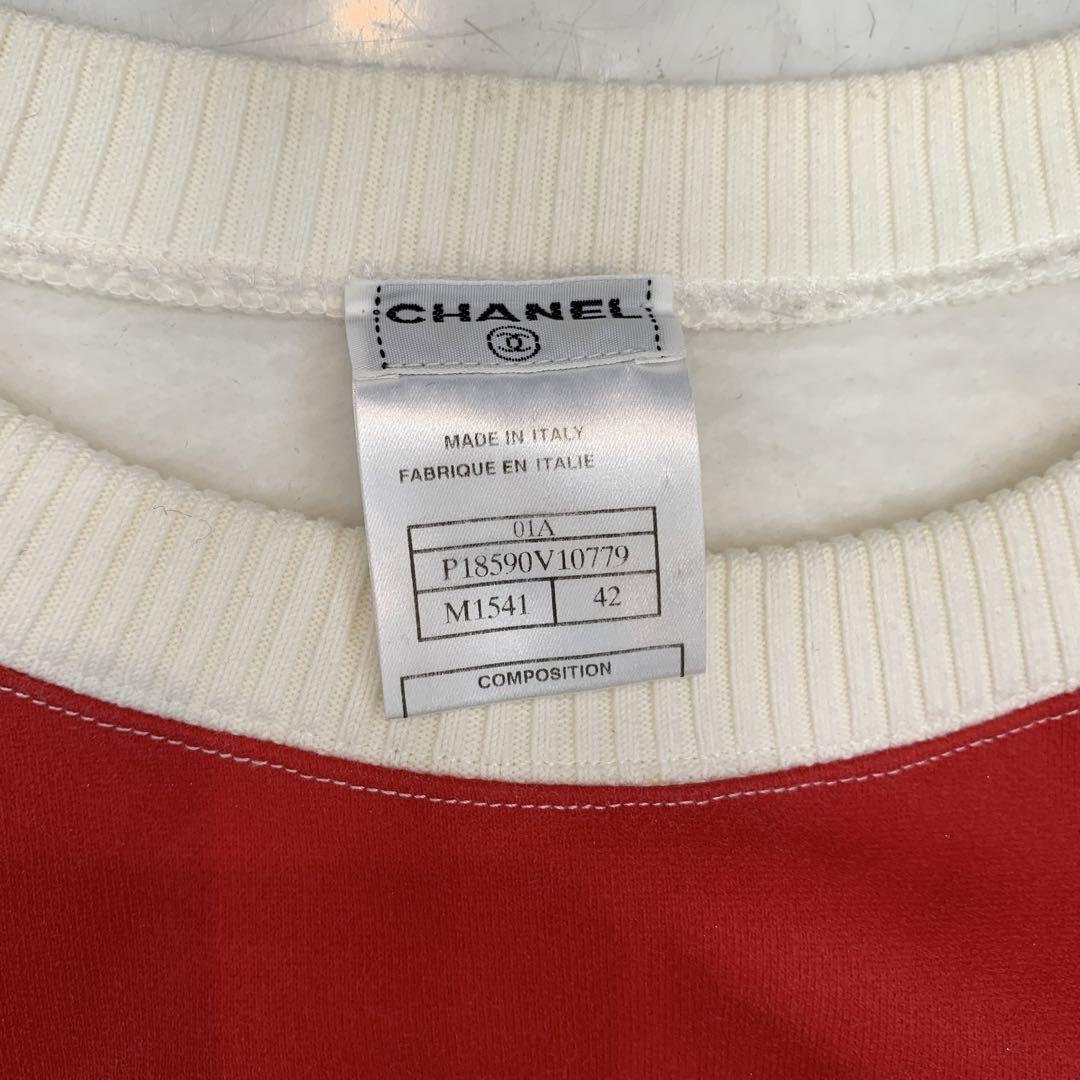 CHANEL
MADE IN ITALY
FABRIQUE EN ITALIE
01A
P18590V10779
M1541 42
COMPOSITION